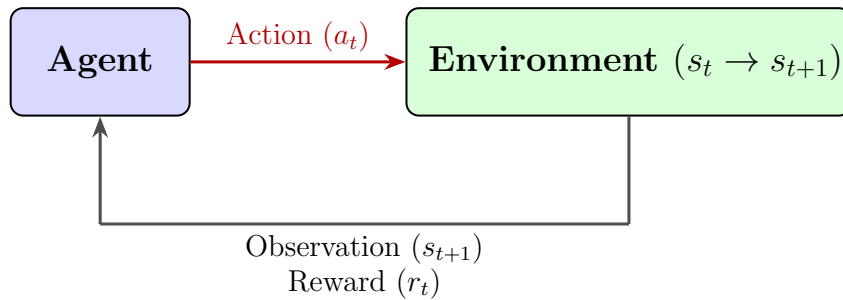 Action (a_t)
Agent
Environment (s_t → s_{t+1})
Observation (s_{t+1})
Reward (r_t)